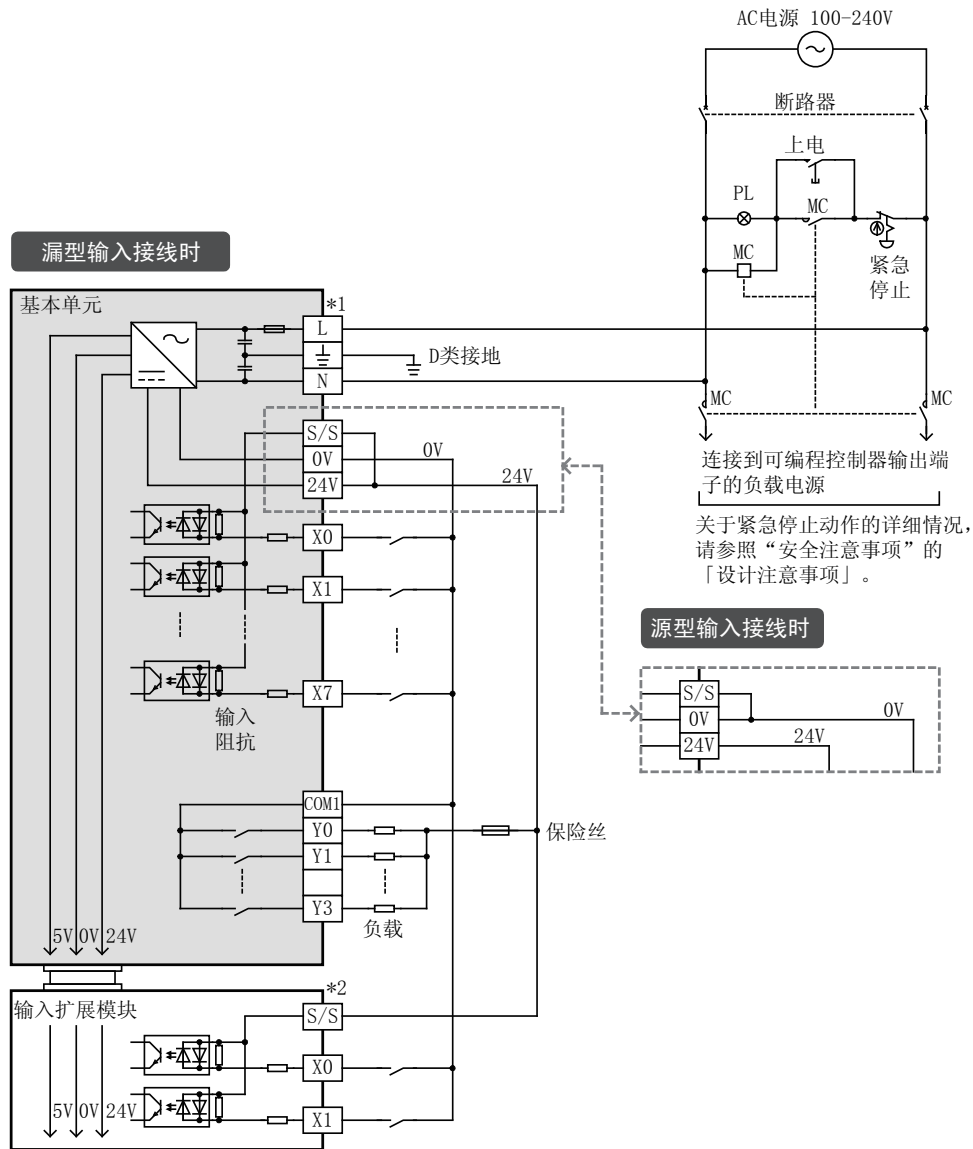 AC电源 100-240V
断路器
上电
PL
MC
MC
紧急
停止
漏型输入接线时
基本单元
*1
L
D类接地
N
MC
MC
S/S
0V
0V
24V
24V
连接到可编程控制器输出端
子的负载电源
关于紧急停止动作的详细情况,
请参照“安全注意事项”的
「设计注意事项」。
X0
X1
X7
输入
阻抗
源型输入接线时
S/S
0V
0V
24V
24V
COM1
Y0
保险丝
Y1
Y3
负载
5V 0V 24V
*2
输入扩展模块
S/S
X0
5V 0V 24V
X1